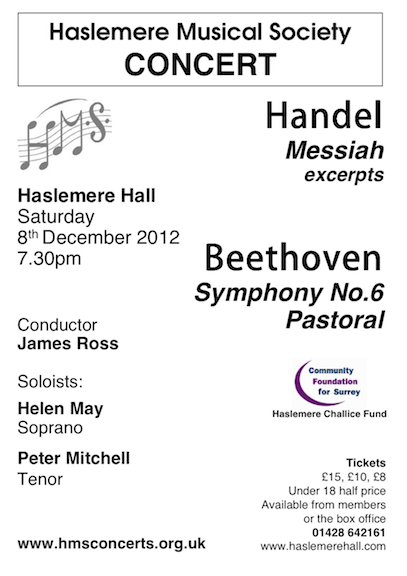 Haslemere Musical Society
CONCERT
HMS
Handel
Messiah
excerpts
Haslemere Hall
Saturday
8th December 2012
7.30pm
Beethoven
Symphony No.6
Pastoral
Conductor
James Ross
Soloists:
Helen May
Soprano
Peter Mitchell
Tenor
Community
Foundation
for Surrey
Haslemere Challice Fund
Tickets
£15, £10, £8
Under 18 half price
Available from members
or the box office
01428 642161
www.haslemerehall.com
www.hmsconcerts.org.uk